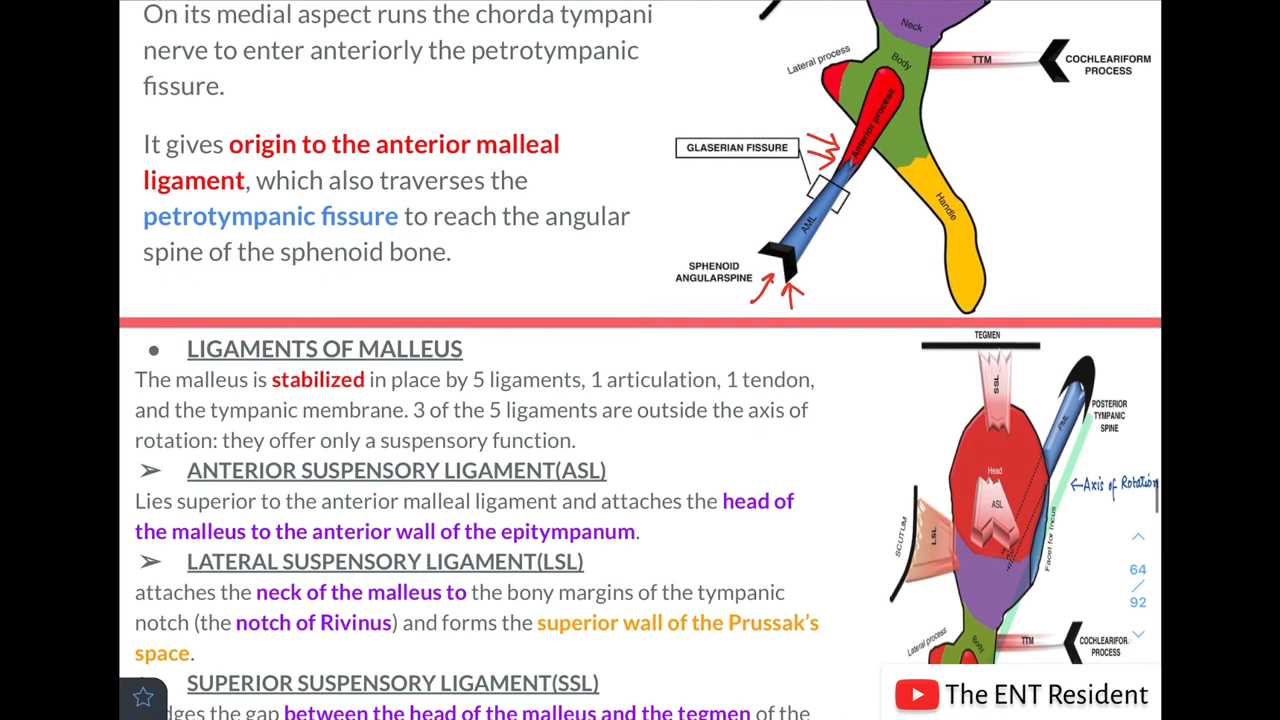 On its medial aspect runs the chorda tympani
nerve to enter anteriorly the petrotympanic
fissure.
It gives origin to the anterior malleal
ligament, which also traverses the
petrotympanic fissure to reach the angular
spine of the sphenoid bone.
Neck
Lateral process
Body
TTM
COCHLEARIFORM
PROCESS
Anterior process
GLASERIAN FISSURE
Handle
AML
SPHENOID
ANGULARSPINE
● LIGAMENTS OF MALLEUS
The malleus is stabilized in place by 5 ligaments, 1 articulation, 1 tendon,
and the tympanic membrane. 3 of the 5 ligaments are outside the axis of
rotation: they offer only a suspensory function.
➢ ANTERIOR SUSPENSORY LIGAMENT(ASL)
Lies superior to the anterior malleal ligament and attaches the head of
the malleus to the anterior wall of the epitympanum.
➢ LATERAL SUSPENSORY LIGAMENT(LSL)
attaches the neck of the malleus to the bony margins of the tympanic
notch (the notch of Rivinus) and forms the superior wall of the Prussak's
space.
SUPERIOR SUSPENSORY LIGAMENT(SSL)
between the head of the malleus and the tegmen of the
TEGMEN
SSL
PML
POSTERIOR
TYMPANIC
SPINE
Head
ASL
←Axis of Rotation
SCUTUM
LSL
Facet for Incus
64
/
92
Lateral process
Body
TTM
COCHLEARIFOR
PROCESS
The ENT Resident